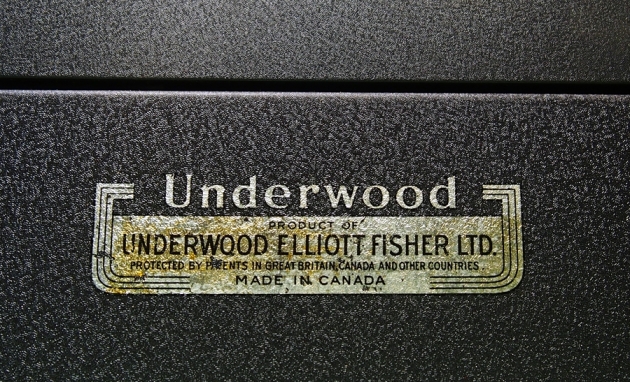 Underwood
PRODUCT OF
UNDERWOOD ELLIOTT FISHER LTD.
PROTECTED BY PATENTS IN GREAT BRITAIN, CANADA AND OTHER COUNTRIES
MADE IN CANADA